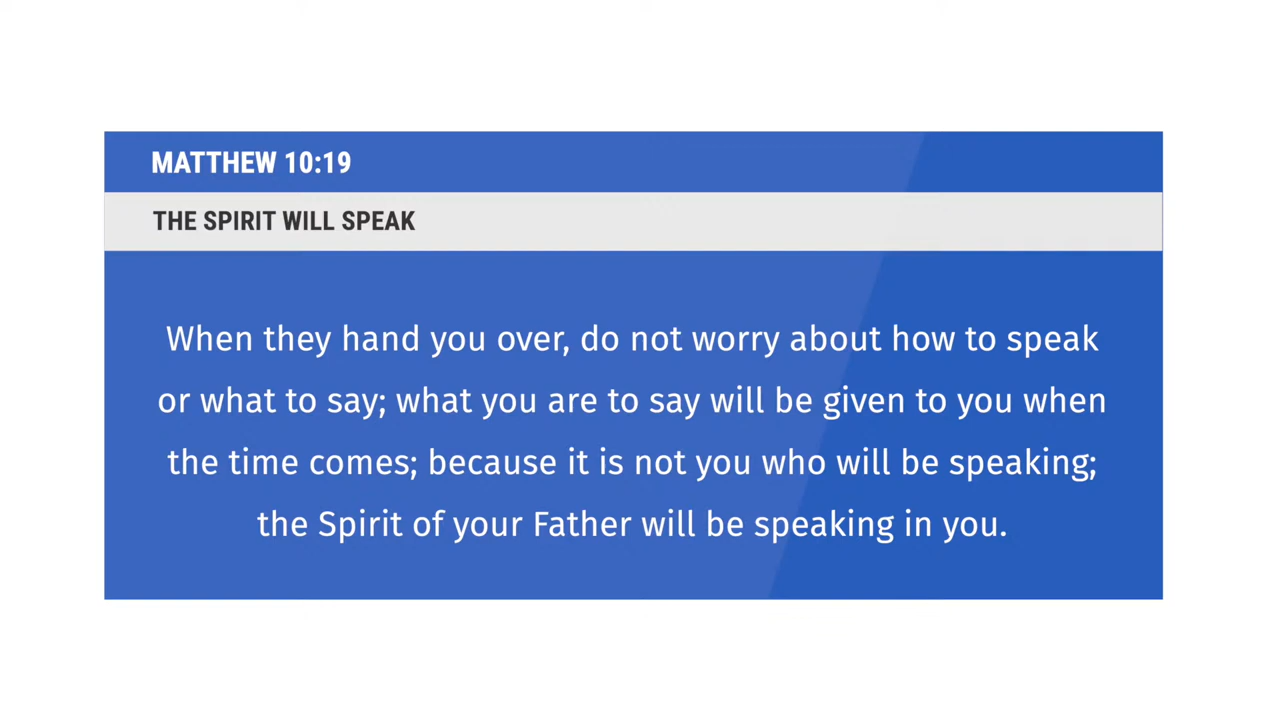 MATTHEW 10:19
THE SPIRIT WILL SPEAK
When they hand you over, do not worry about how to speak
or what to say; what you are to say will be given to you when
the time comes; because it is not you who will be speaking;
the Spirit of your Father will be speaking in you.